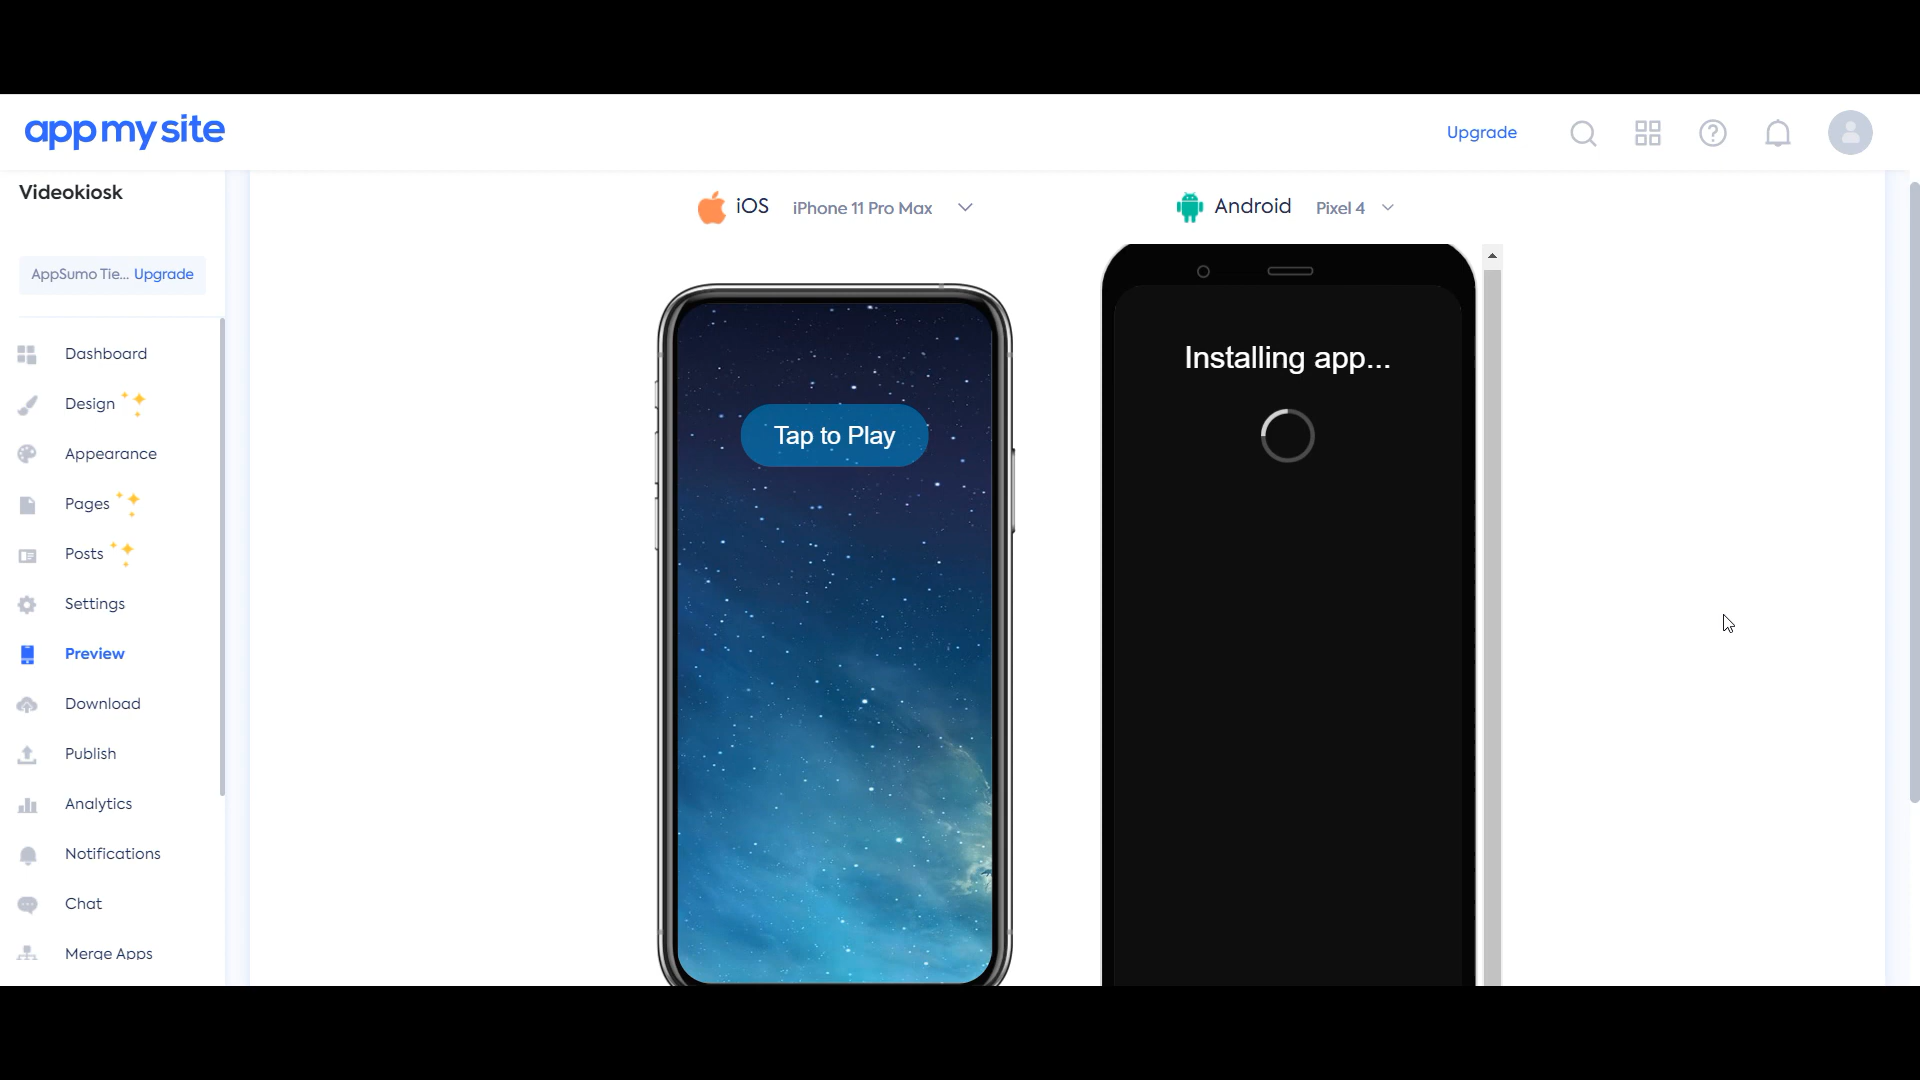 appmysite
Upgrade
Videokiosk
AppSumo Tie... Upgrade
Dashboard
Design
Appearance
Pages
Posts
Settings
Preview
Download
Publish
Analytics
Notifications
Chat
Merge Apps
iOS iPhone 11 Pro Max
Android Pixel 4
Tap to Play
Installing app...